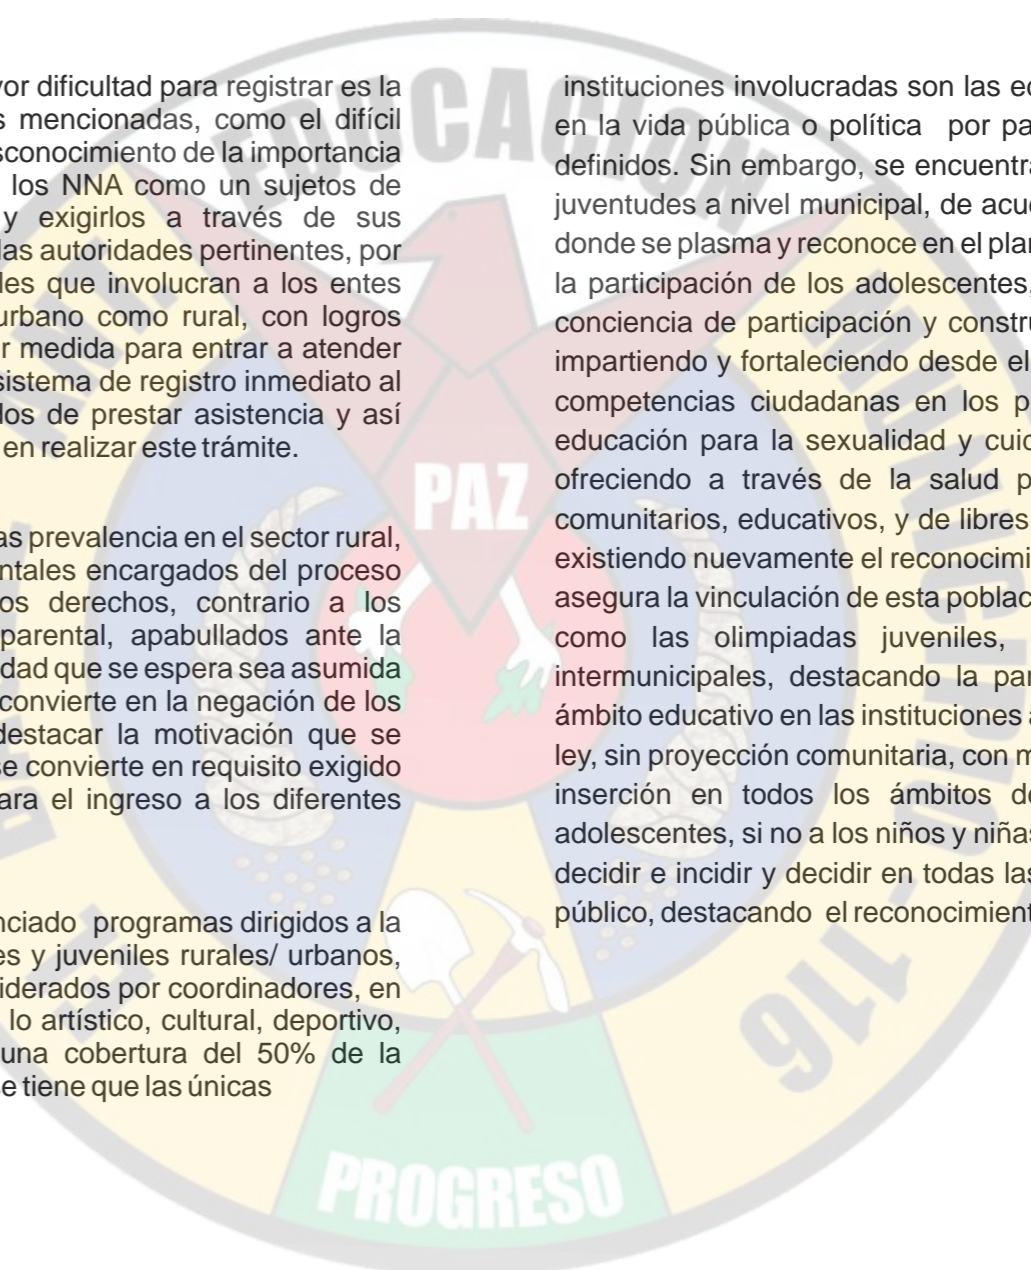 or dificultad para registrar es la
s mencionadas, como el difícil
sconocimiento de la importancia
los NNA como un sujetos de
y exigirlos a través de sus
las autoridades pertinentes, por
les que involucran a los entes
urbano como rural, con logros
r medida para entrar a atender
sistema de registro inmediato al
los de prestar asistencia y así
en realizar este trámite.
as prevalencia en el sector rural,
ntales encargados del proceso
os derechos, contrario a los
parental, apabullados ante la
dad que se espera sea asumida
convierte en la negación de los
destacar la motivación que se
se convierte en requisito exigido
ara el ingreso a los diferentes
nciado programas dirigidos a la
es y juveniles rurales/ urbanos,
iderados por coordinadores, en
lo artístico, cultural, deportivo,
una cobertura del 50% de la
se tiene que las únicas
instituciones involucradas son las ec
en la vida pública o política por pa
definidos. Sin embargo, se encuentra
juventudes a nivel municipal, de acue
donde se plasma y reconoce en el plan
la participación de los adolescentes,
conciencia de participación y constru
impartiendo y fortaleciendo desde el
competencias ciudadanas en los p
educación para la sexualidad y cuid
ofreciendo a través de la salud p
comunitarios, educativos, y de libres
existiendo nuevamente el reconocimi
asegura la vinculación de esta poblac
como las olimpiadas juveniles,
intermunicipales, destacando la par
ámbito educativo en las instituciones a
ley, sin proyección comunitaria, con m
inserción en todos los ámbitos de
adolescentes, si no a los niños y niñas
decidir e incidir y decidir en todas las
público, destacando el reconocimient
EDUCACION
PAZ
MUNICIPIO - 116
PROGRESO